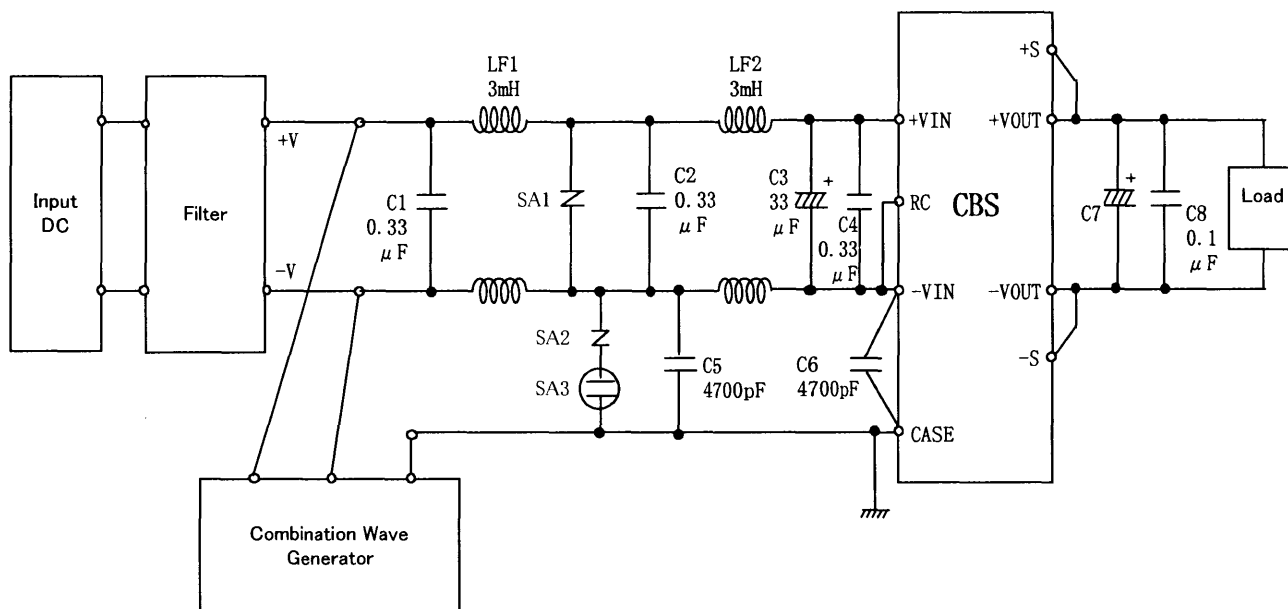 Input
DC
Filter
+V
-V
LF1
3mH
LF2
3mH
C1
0.33
μF
SA1
C2
0.33
μF
C3
33
μF
+
C4
0.33
μF
SA2
SA3
C5
4700pF
C6
4700pF
+VIN
RC
-VIN
CASE
CBS
+S
+VOUT
-VOUT
-S
C7
+
C8
0.1
μF
Load
Combination Wave
Generator